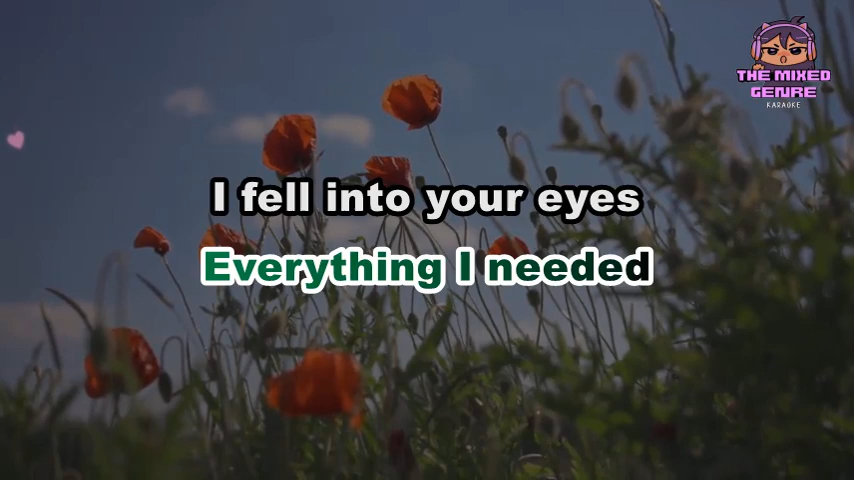 THE MIXED
GENRE
KARAOKE
I fell into your eyes
Everything I needed